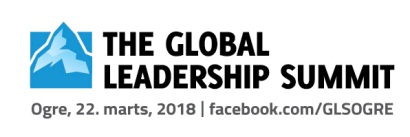 THE GLOBAL
LEADERSHIP SUMMIT
Ogre, 22. marts, 2018 | facebook.com/GLSOGRE